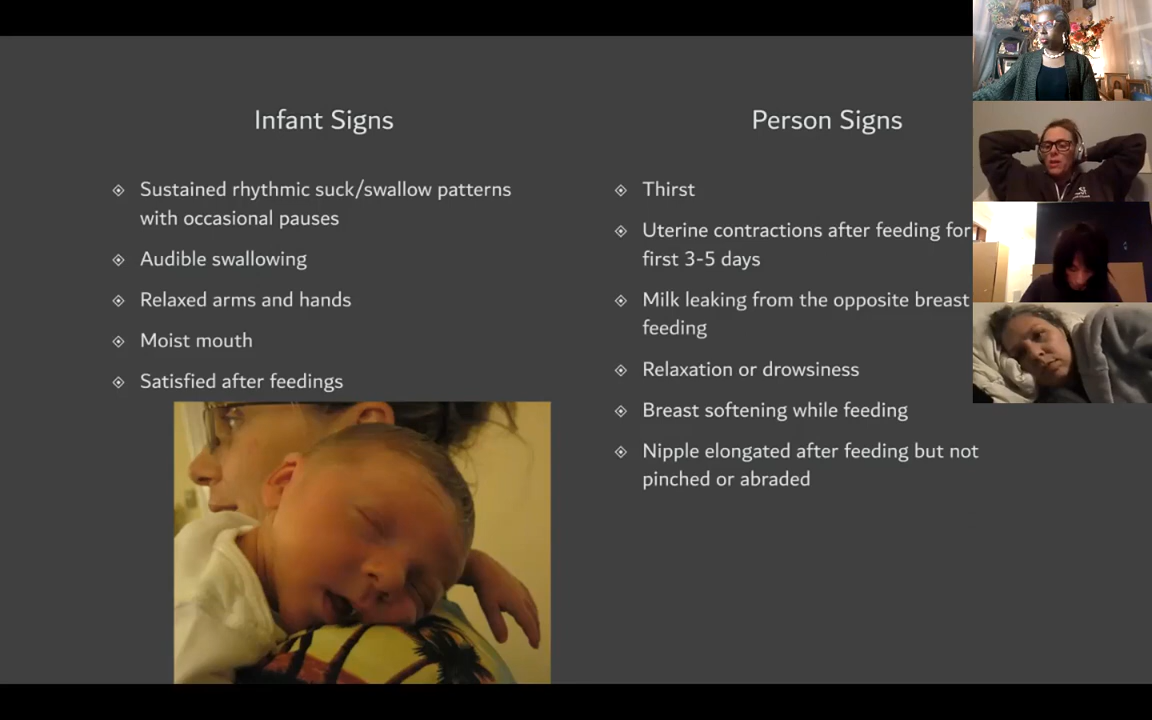 Infant Signs
Sustained rhythmic suck/swallow patterns
with occasional pauses
Audible swallowing
Relaxed arms and hands
Moist mouth
Satisfied after feedings
Person Signs
Thirst
Uterine contractions after feeding for
first 3-5 days
Milk leaking from the opposite breast
feeding
Relaxation or drowsiness
Breast softening while feeding
Nipple elongated after feeding but not
pinched or abraded